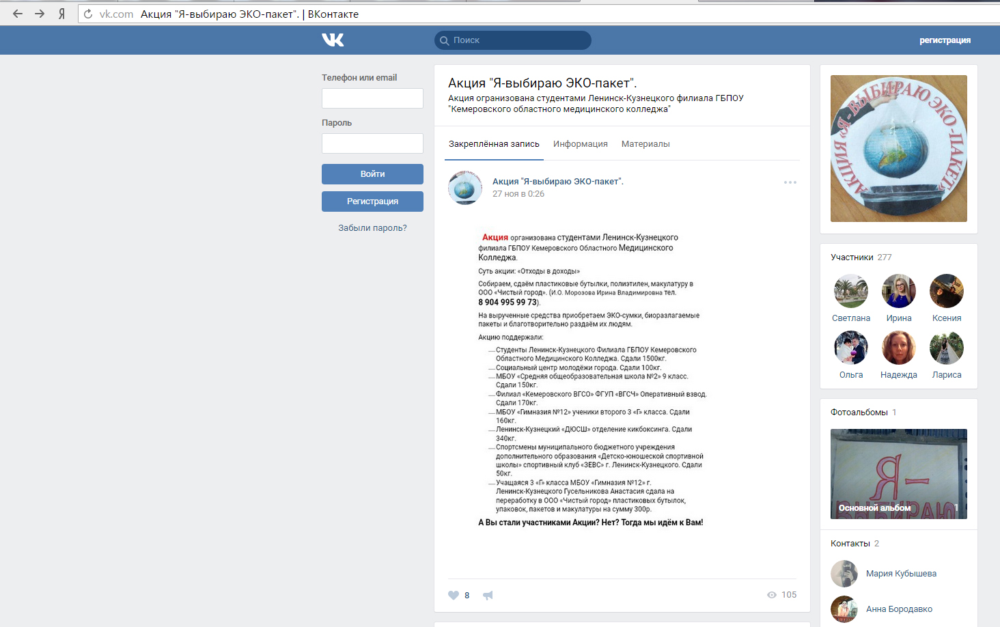 vk.com Акция "Я-выбираю ЭКО-пакет". | ВКонтакте
Поиск
регистрация
Телефон или email
Пароль
Войти
Регистрация
Забыли пароль?
Акция "Я-выбираю ЭКО-пакет".
Акция огранизована студентами Ленинск-Кузнецкого филиала ГБПОУ
"Кемеровского областного медицинского колледжа"
Закреплённая запись Информация Материалы
Акция "Я-выбираю ЭКО-пакет".
27 ноя в 0:26
Акция организована студентами Ленинск-Кузнецкого
филиала ГБПОУ Кемеровского Областного Медицинского
Колледжа.
Суть акции: «Отходы в доходы»
Собираем, сдаём пластиковые бутылки, полиэтилен, макулатуру в
ООО «Чистый город». (И.О. Морозова Ирина Владимировна тел.
8 904 995 99 73).
На вырученные средства приобретаем ЭКО-сумки, биоразлагаемые
пакеты и благотворительно раздаём их людям.
Акцию поддержали:
— Студенты Ленинск-Кузнецкого Филиала ГБПОУ Кемеровского
Областного Медицинского Колледжа. Сдали 1500кг.
— Социальный центр молодёжи города. Сдали 100кг.
— МБОУ «Средняя общеобразовательная школа №2» 9 класс.
Сдали 150кг.
— Филиал «Кемеровского ВГСО» ФГУП «ВГСЧ» Оперативный взвод.
Сдали 170кг.
— МБОУ «Гимназия №12» ученики второго 3 «Г» класса. Сдали
160кг.
— Ленинск-Кузнецкий «ДЮСШ» отделение кикбоксинга. Сдали
340кг.
— Спортсмены муниципального бюджетного учреждения
дополнительного образования «Детско-юношеской спортивной
школы» спортивный клуб «ЗЕВС» г. Ленинск-Кузнецкого. Сдали
50кг.
— Учащаяся 3 «Г» класса МБОУ «Гимназия №12» г.
Ленинск-Кузнецкого Гусельникова Анастасия сдала на
переработку в ООО «Чистый город» пластиковых бутылок,
упаковок, пакетов и макулатуры на сумму 300р.
А Вы стали участниками Акции? Нет? Тогда мы идём к Вам!
8
105
АКЦИЯ «Я-ВЫБИРАЮ ЭКО-ПАКЕТ»
Участники 277
Светлана Ирина Ксения
Ольга Надежда Лариса
Фотоальбомы 1
Я-
ВЫБИРАЮ
Основной альбом 1
Контакты 2
Мария Кубышева
Анна Бородавко